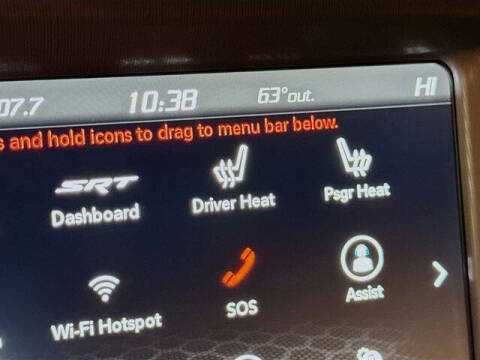 07.7 10:38 63°out. HI
and hold icons to drag to menu bar below.
SRT
Dashboard
Driver Heat
Psgr Heat
Wi-Fi Hotspot
SOS
Assist